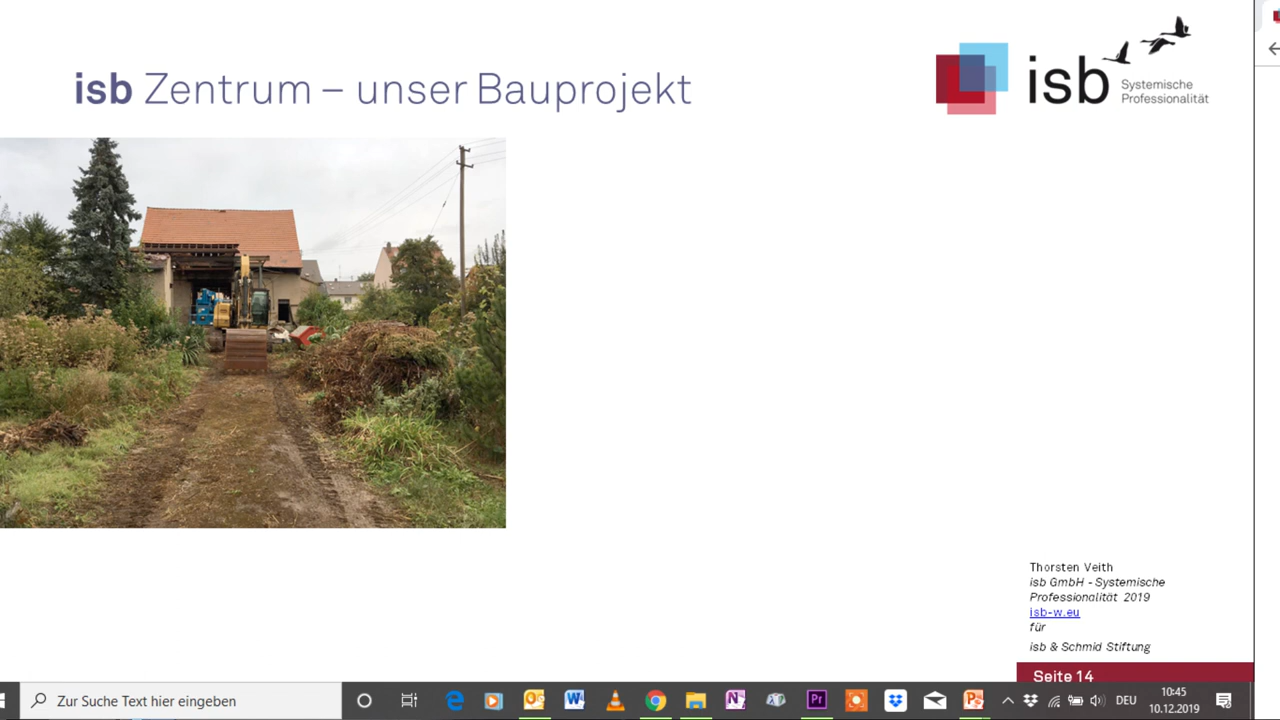 isb Zentrum – unser Bauprojekt
isb
Systemische
Professionalität
Thorsten Veith
isb GmbH - Systemische
Professionalität 2019
isb-w.eu
für
isb & Schmid Stiftung
Seite 14
Zur Suche Text hier eingeben
DEU
10:45
10.12.2019